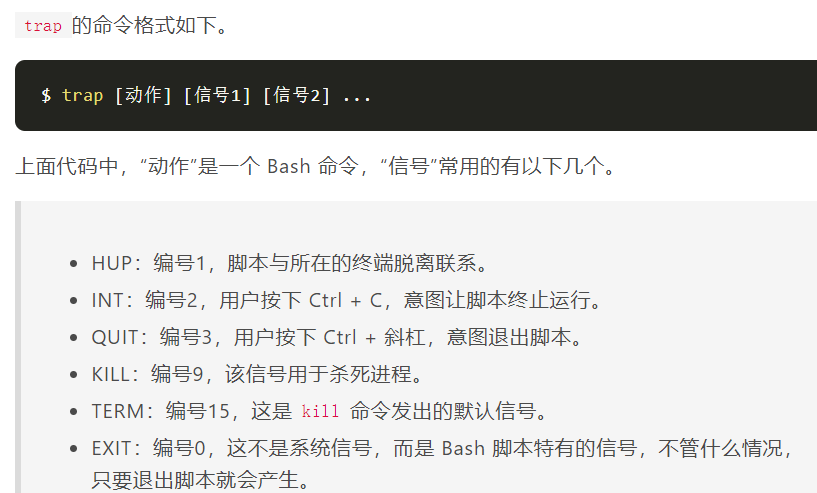 trap 的命令格式如下。
$ trap [动作] [信号1] [信号2] ...
上面代码中，“动作”是一个 Bash 命令，“信号”常用的有以下几个。
• HUP：编号1，脚本与所在的终端脱离联系。
• INT：编号2，用户按下 Ctrl + C，意图让脚本终止运行。
• QUIT：编号3，用户按下 Ctrl + 斜杠，意图退出脚本。
• KILL：编号9，该信号用于杀死进程。
• TERM：编号15，这是 kill 命令发出的默认信号。
• EXIT：编号0，这不是系统信号，而是 Bash 脚本特有的信号，不管什么情况，
只要退出脚本就会产生。